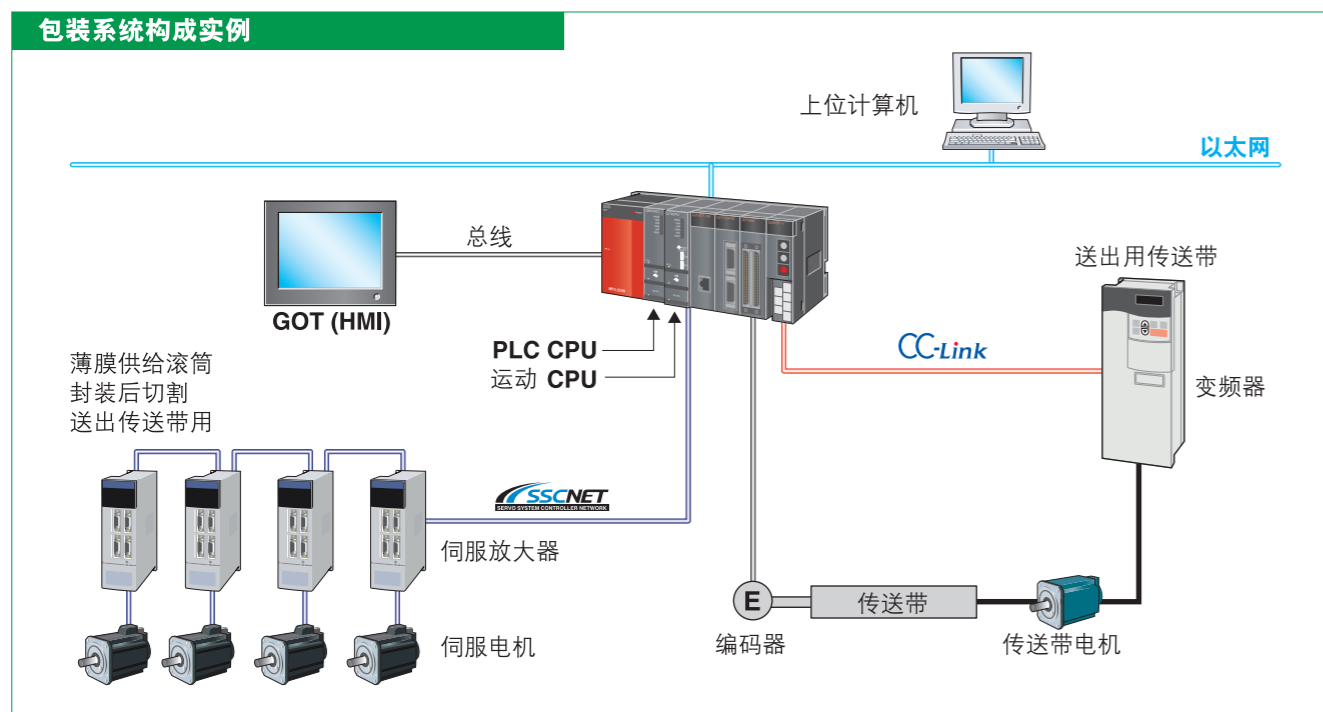 包装系统构成实例
上位计算机
以太网
总线
送出用传送带
GOT (HMI)
PLC CPU
运动 CPU
CC-Link
变频器
薄膜供给滚筒
封装后切割
送出传送带用
SSCNET
SERVO SYSTEM CONTROLLER NETWORK
伺服放大器
E
传送带
编码器
传送带电机
伺服电机